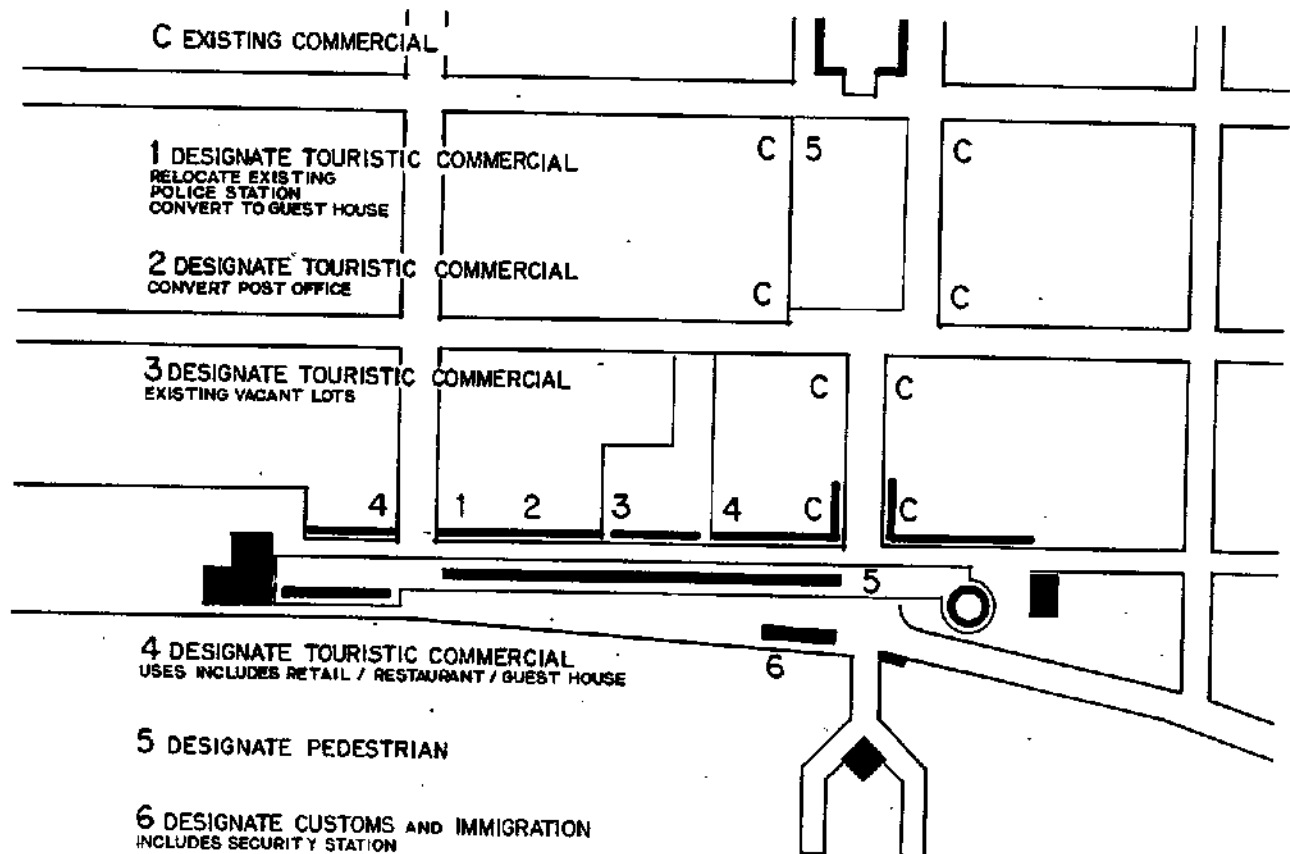 C EXISTING COMMERCIAL
1 DESIGNATE TOURISTIC COMMERCIAL
RELOCATE EXISTING
POLICE STATION
CONVERT TO GUEST HOUSE
C 5 C
2 DESIGNATE TOURISTIC COMMERCIAL
CONVERT POST OFFICE
C C
3 DESIGNATE TOURISTIC COMMERCIAL
EXISTING VACANT LOTS
C C
4 1 2 3 4 C C
5
4 DESIGNATE TOURISTIC COMMERCIAL
USES INCLUDES RETAIL / RESTAURANT / GUEST HOUSE
6
5 DESIGNATE PEDESTRIAN
6 DESIGNATE CUSTOMS AND IMMIGRATION
INCLUDES SECURITY STATION